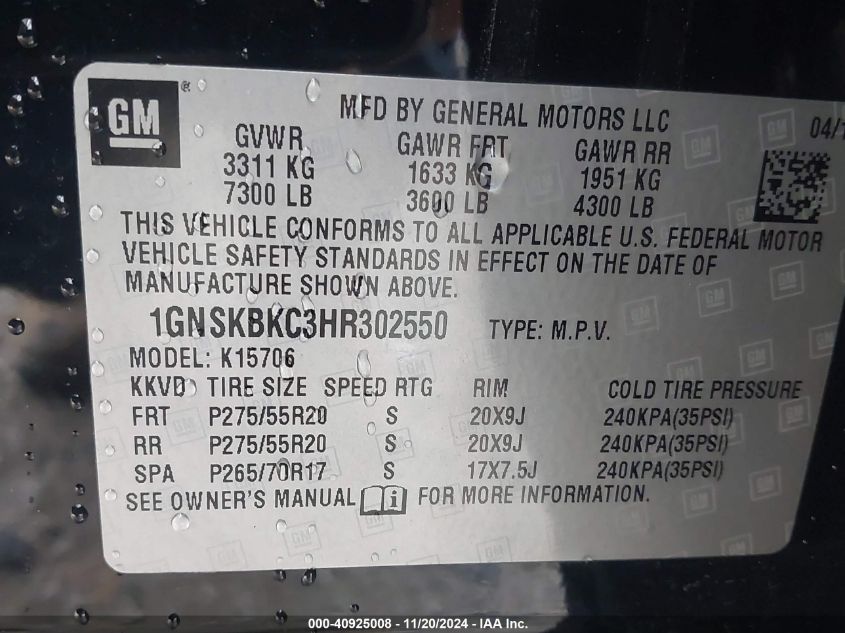 GM ®
MFD BY GENERAL MOTORS LLC
GVWR GAWR FRT GAWR RR
3311 KG 1633 KG 1951 KG
7300 LB 3600 LB 4300 LB
THIS VEHICLE CONFORMS TO ALL APPLICABLE U.S. FEDERAL MOTOR
VEHICLE SAFETY STANDARDS IN EFFECT ON THE DATE OF
MANUFACTURE SHOWN ABOVE.
1GNSKBKC3HR302550 TYPE: M.P.V.
MODEL: K15706
KKVD TIRE SIZE SPEED RTG RIM COLD TIRE PRESSURE
FRT P275/55R20 S 20X9J 240KPA(35PSI)
RR P275/55R20 S 20X9J 240KPA(35PSI)
SPA P265/70R17 S 17X7.5J 240KPA(35PSI)
SEE OWNER'S MANUAL i FOR MORE INFORMATION.
000-40925008 - 11/20/2024 - IAA Inc.